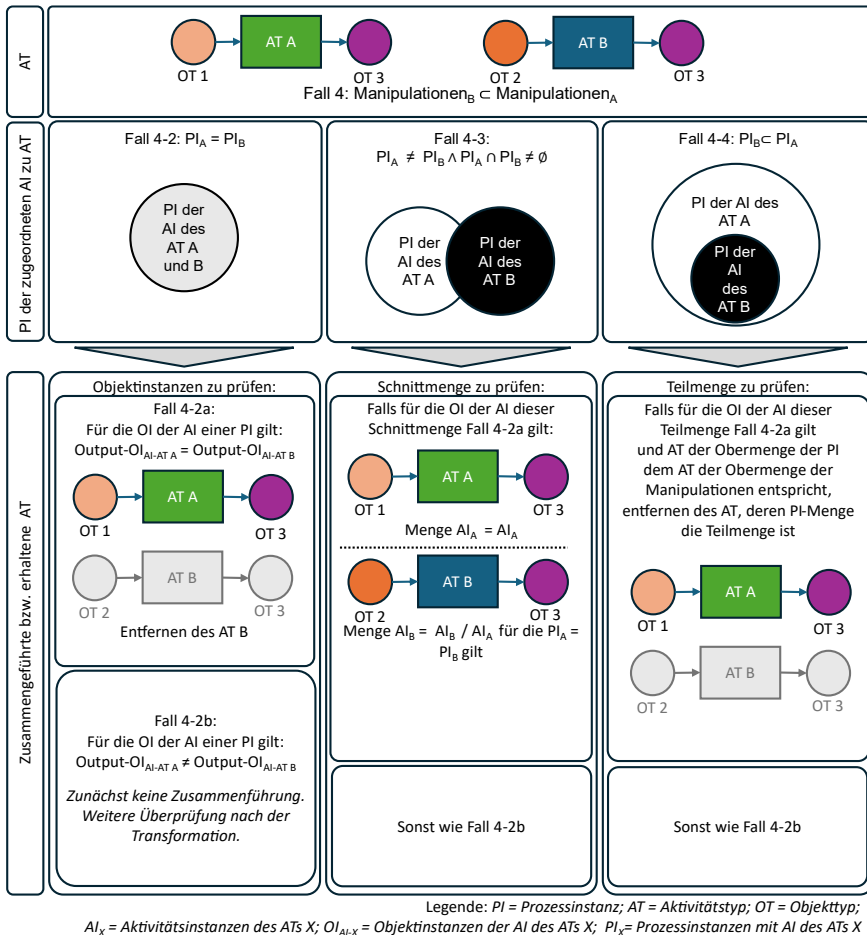 AT
AT A
AT B
OT 1
OT 3
OT 2
OT 3
Fall 4: Manipulationen_B ⊂ Manipulationen_A
PI der zugeordneten AI zu AT
Fall 4-2: PI_A = PI_B
PI der
AI des
AT A
und B
Fall 4-3:
PI_A ≠ PI_B ∧ PI_A ∩ PI_B ≠ ∅
PI der
AI des
AT A
PI der
AI des
AT B
Fall 4-4: PI_B ⊂ PI_A
PI der AI des
AT A
PI der
AI
des
AT B
Zusammengeführte bzw. erhaltene AT
Objektinstanzen zu prüfen:
Fall 4-2a:
Für die OI der AI einer PI gilt:
Output-OI_AI-AT A = Output-OI_AI-AT B
AT A
OT 1
OT 3
AT B
OT 2
OT 3
Entfernen des AT B
Fall 4-2b:
Für die OI der AI einer PI gilt:
Output-OI_AI-AT A ≠ Output-OI_AI-AT B
Zunächst keine Zusammenführung.
Weitere Überprüfung nach der
Transformation.
Schnittmenge zu prüfen:
Falls für die OI der AI dieser
Schnittmenge Fall 4-2a gilt:
AT A
OT 1
OT 3
Menge AI_A = AI_A
AT B
OT 2
OT 3
Menge AI_B = AI_B / AI_A für die PI_A =
PI_B gilt
Sonst wie Fall 4-2b
Teilmenge zu prüfen:
Falls für die OI der AI dieser
Teilmenge Fall 4-2a gilt
und AT der Obermenge der PI
dem AT der Obermenge der
Manipulationen entspricht,
entfernen des AT, deren PI-Menge
die Teilmenge ist
AT A
OT 1
OT 3
AT B
OT 2
OT 3
Sonst wie Fall 4-2b
Legende: PI = Prozessinstanz; AT = Aktivitätstyp; OT = Objekttyp;
AI_X = Aktivitätsinstanzen des ATs X; OI_AI-X = Objektinstanzen der AI des ATs X; PI_X= Prozessinstanzen mit AI des ATs X